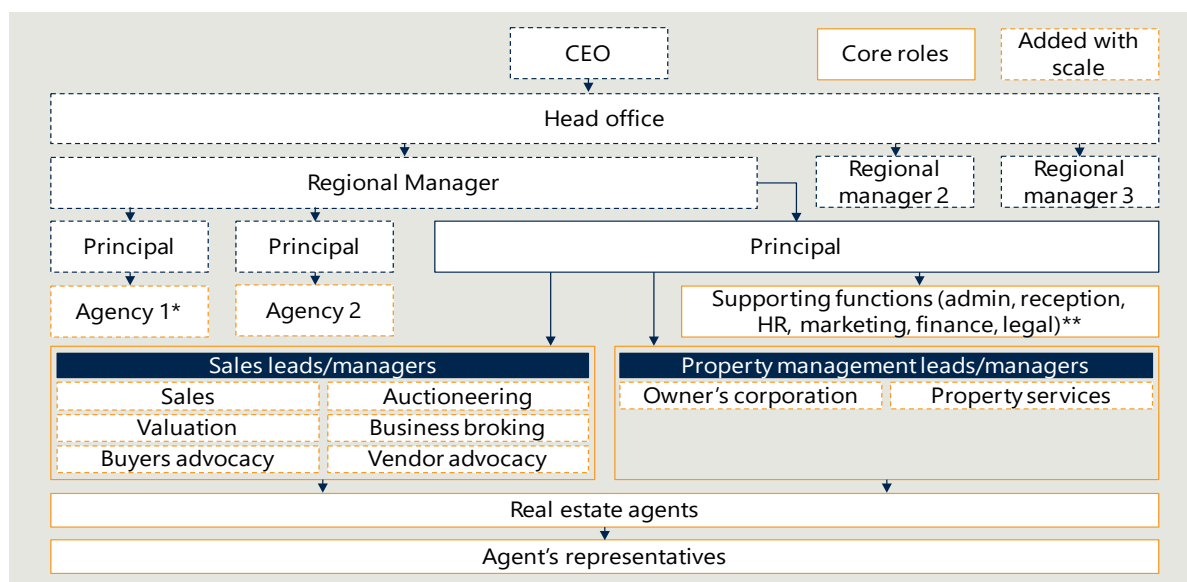 CEO
Core roles
Added with
scale
Head office
Regional Manager
Regional
manager 2
Regional
manager 3
Principal
Principal
Principal
Agency 1*
Agency 2
Supporting functions (admin, reception,
HR, marketing, finance, legal)**
Sales leads/managers
Property management leads/managers
Sales
Auctioneering
Owner's corporation
Property services
Valuation
Business broking
Buyers advocacy
Vendor advocacy
Real estate agents
Agent's representatives